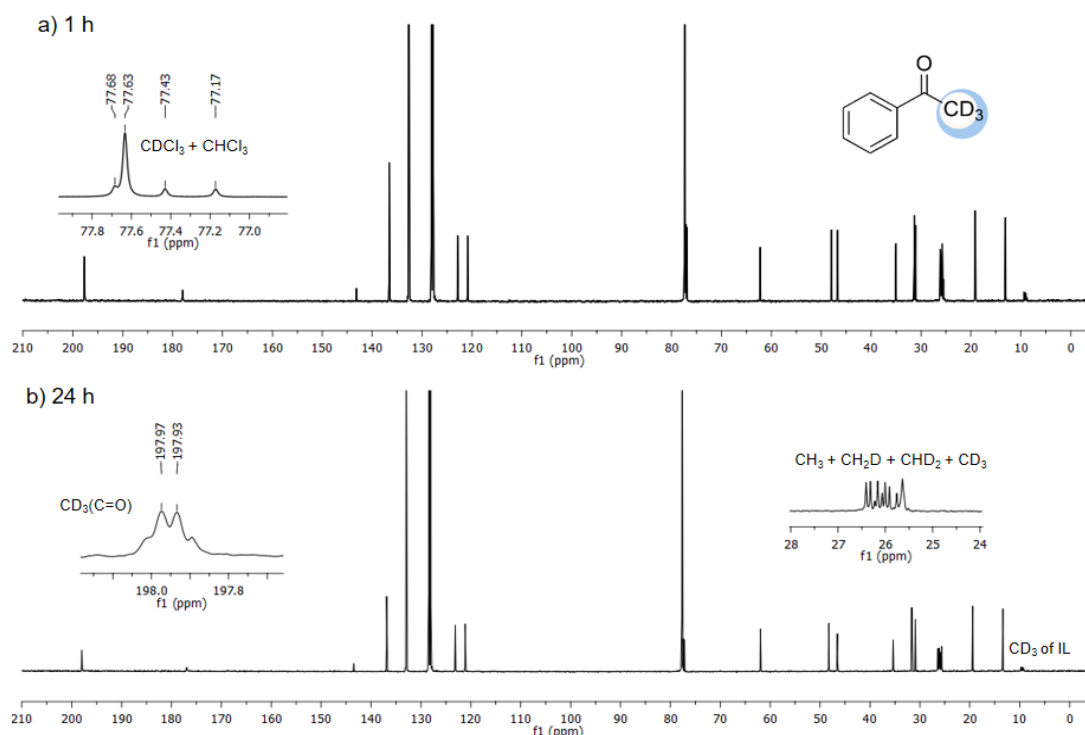 a) 1 h
77.68
77.63
77.43
77.17
CDCl₃ + CHCl₃
77.8 77.6 77.4 77.2 77.0
f1 (ppm)
O
CD₃
210 200 190 180 170 160 150 140 130 120 110 100 90 80 70 60 50 40 30 20 10 0
f1 (ppm)
b) 24 h
197.97
197.93
CD₃(C=O)
198.0 197.8
f1 (ppm)
CH₃ + CH₂D + CHD₂ + CD₃
28 27 26 25 24
f1 (ppm)
CD₃ of IL
210 200 190 180 170 160 150 140 130 120 110 100 90 80 70 60 50 40 30 20 10 0
f1 (ppm)